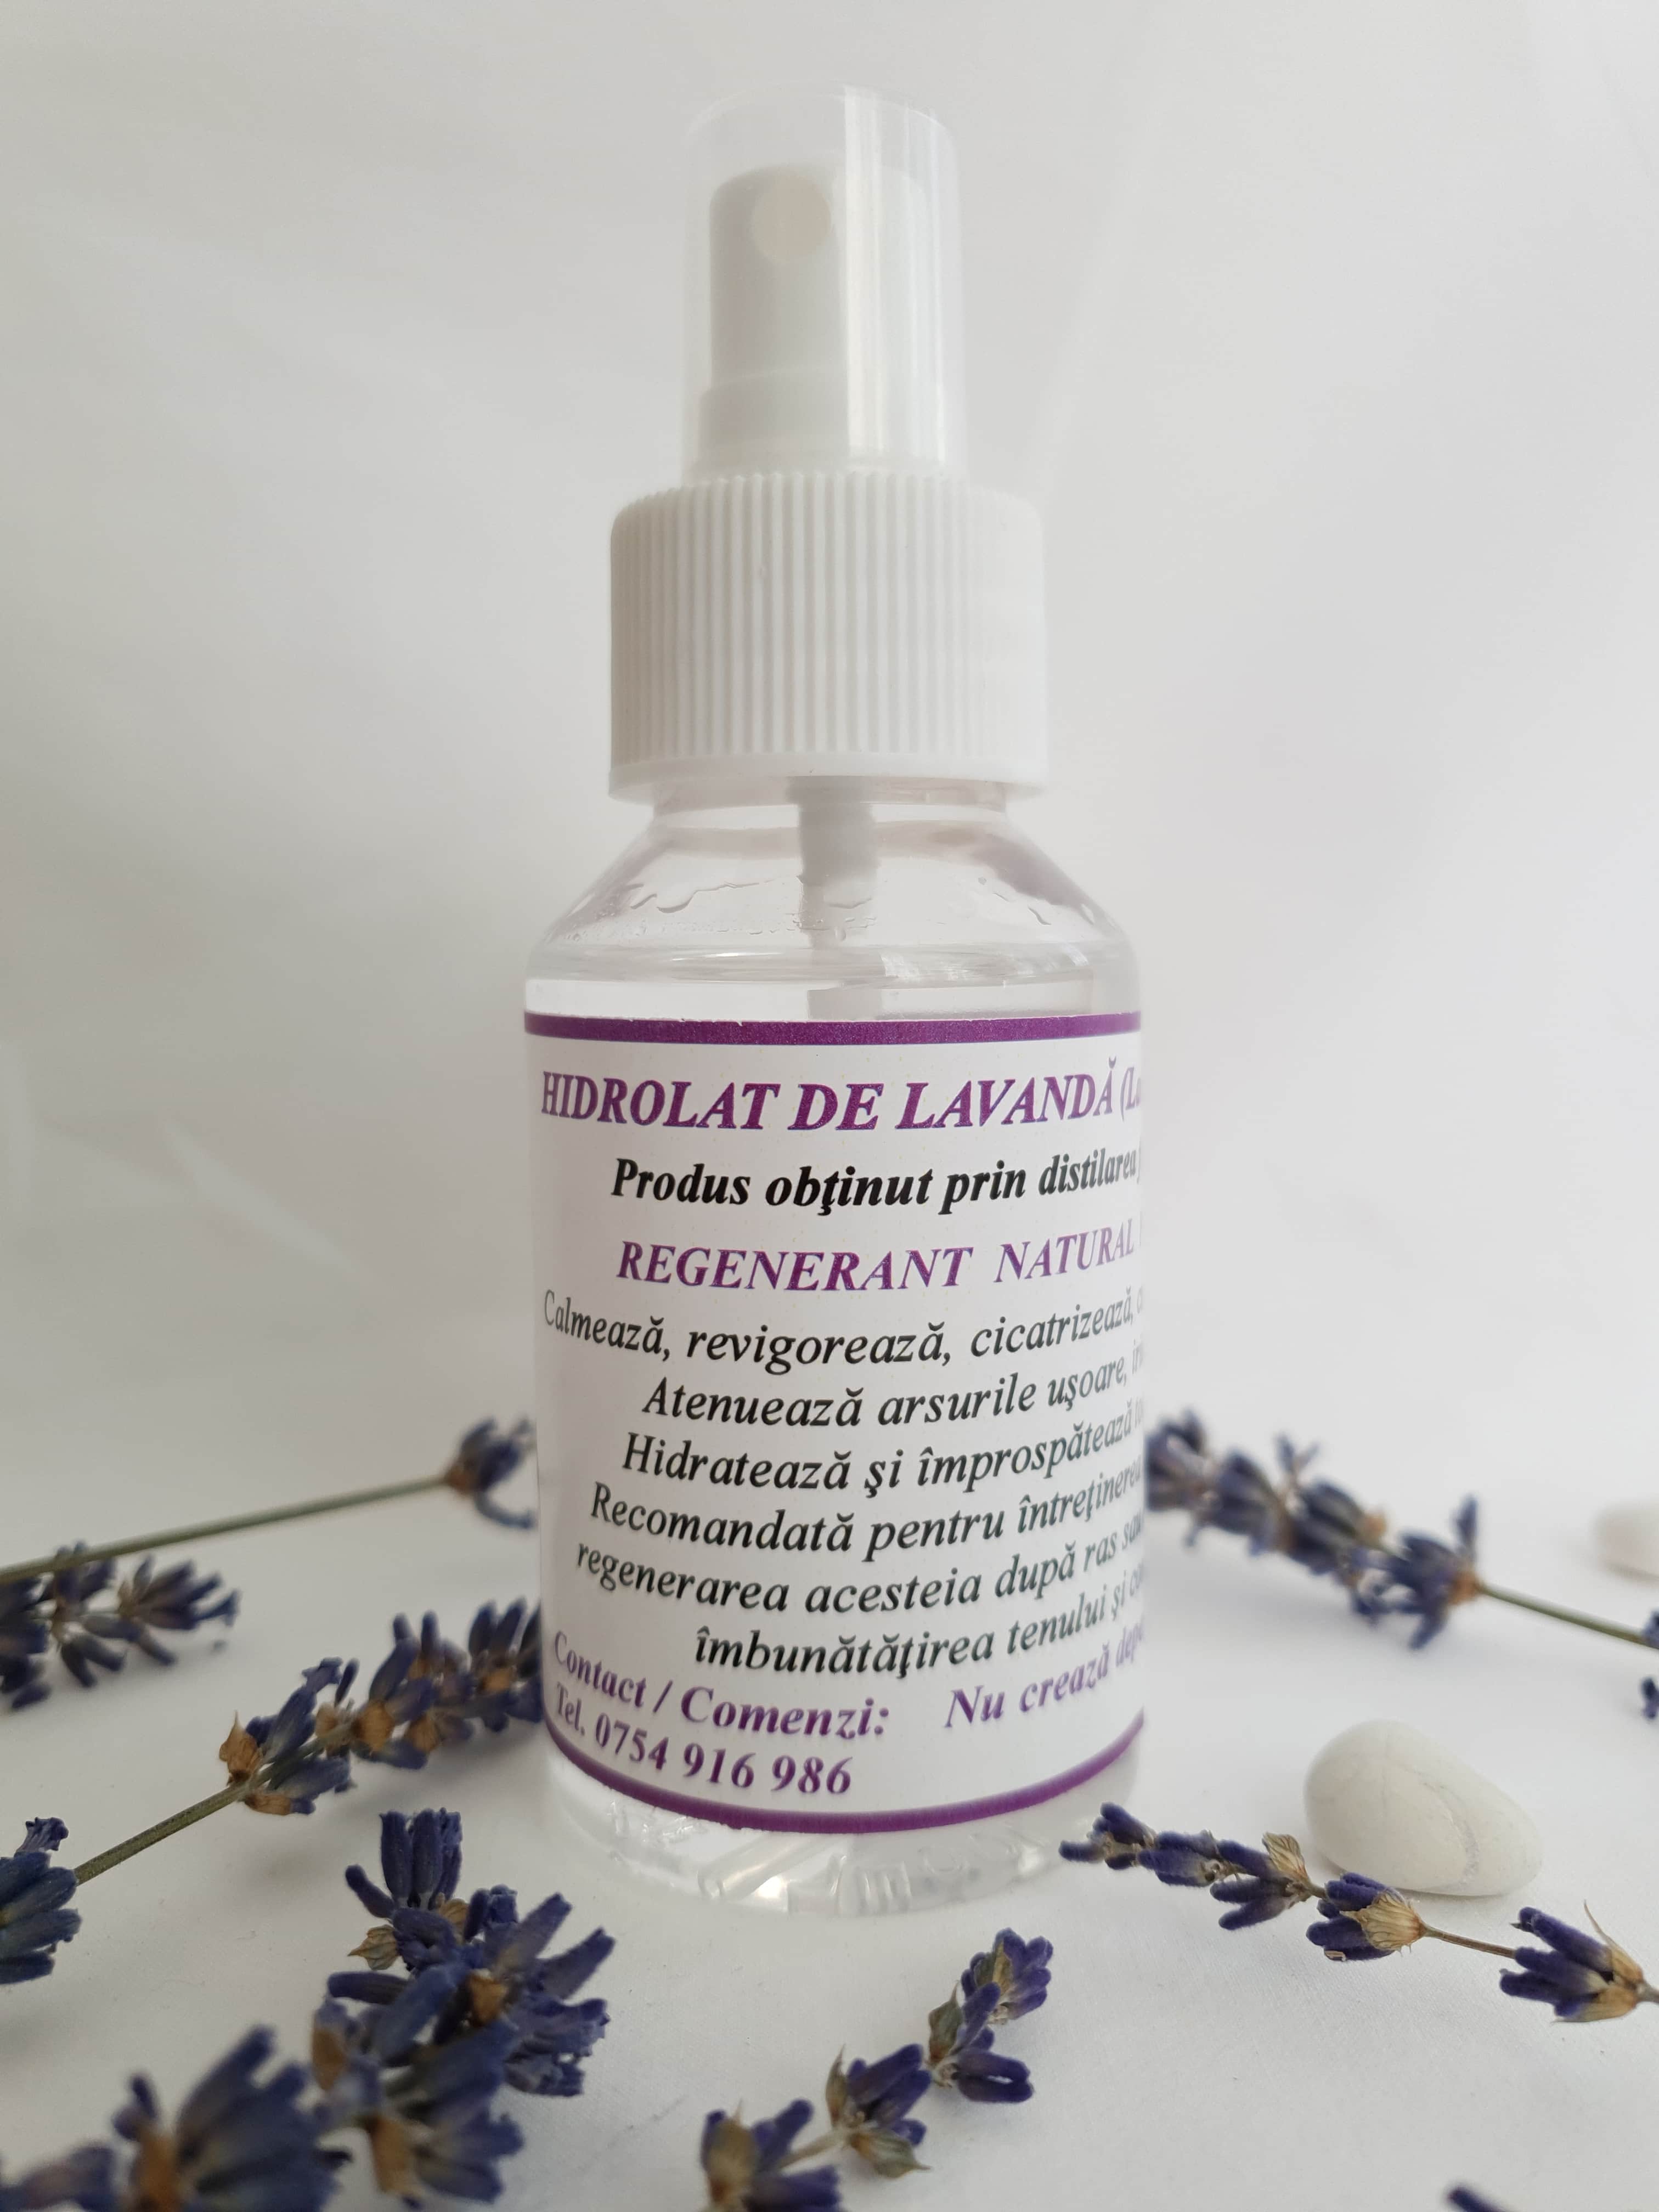 HIDROLAT DE LAVANDĂ
Produs obţinut prin distilarea
REGENERANT NATURAL
Calmează, revigorează, cicatrizează,
Atenuează arsurile uşoare,
Hidratează şi împrospătează
Recomandată pentru întreţinerea
regenerarea acesteia după ras sau
îmbunătăţirea tenului şi
Contact / Comenzi: Nu crează
Tel. 0754 916 986